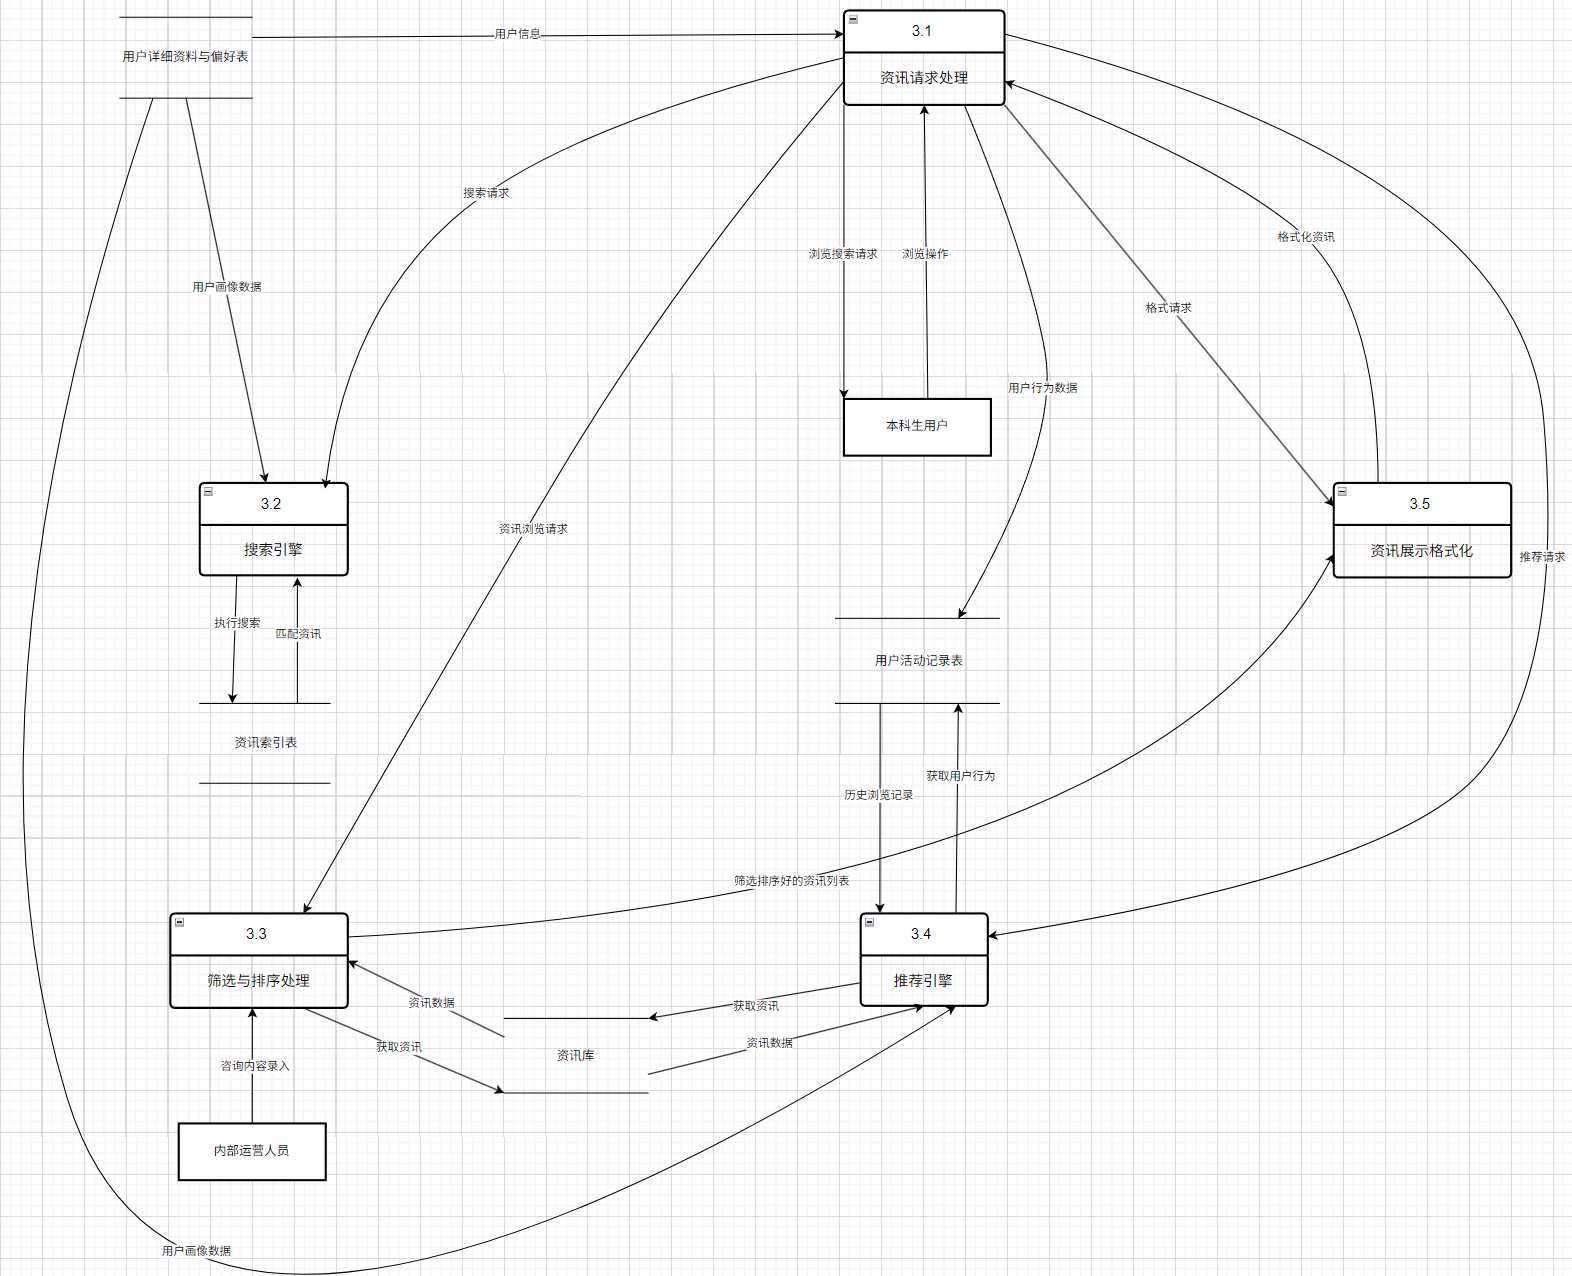 用户信息
3.1
用户详细资料与偏好表
资讯请求处理
搜索请求
格式化资讯
浏览搜索请求
浏览操作
用户画像数据
格式请求
用户行为数据
本科生用户
3.2
3.5
资讯浏览请求
搜索引擎
资讯展示格式化
推荐请求
执行搜索
匹配资讯
用户活动记录表
资讯索引表
获取用户行为
历史浏览记录
筛选排序好的资讯列表
3.3
3.4
筛选与排序处理
推荐引擎
资讯数据
获取资讯
资讯数据
获取资讯
资讯库
咨询内容录入
内部运营人员
用户画像数据